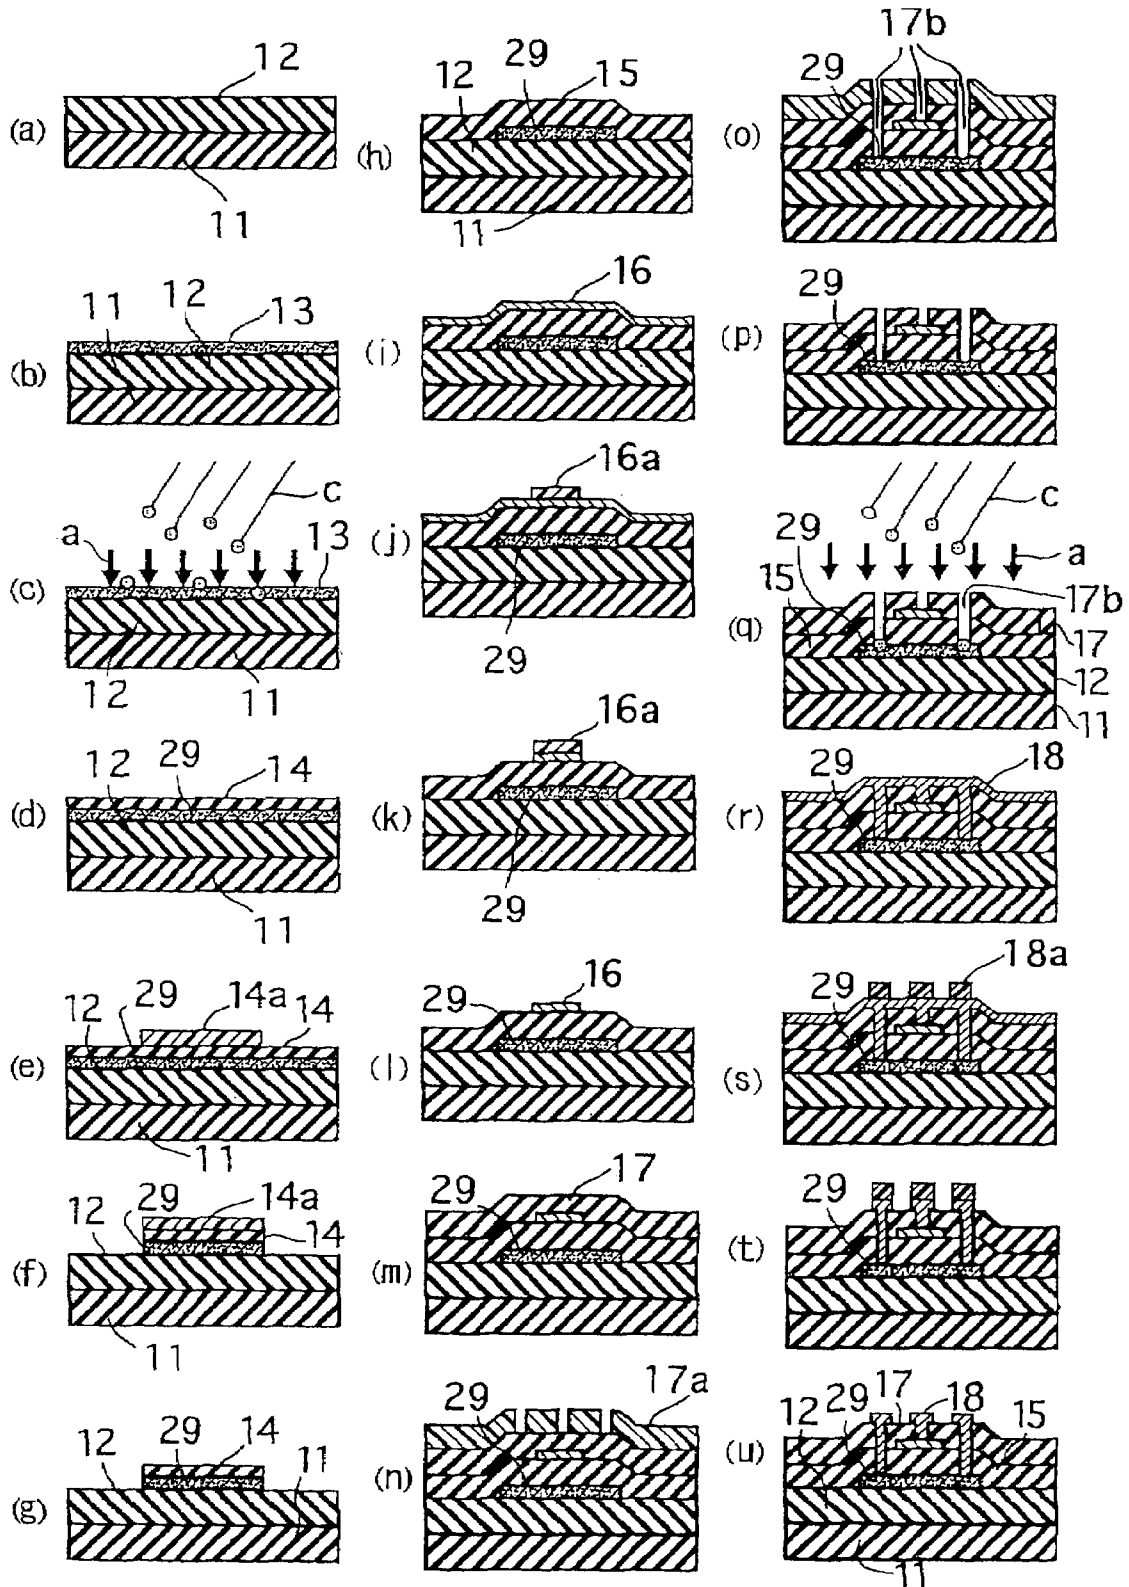 (a) 12 11
(b) 11 12 13 11
(c) a c 13 12 11
(d) 12 29 14 11
(e) 12 29 14a 14 11
(f) 12 29 14a 14 11
(g) 12 29 14 11
(h) 12 29 15 11
(i) 16
(j) 16a 29
(k) 16a 29
(l) 29 16
(m) 29 17
(n) 29 17a
(o) 29 17b
(p) 29
(q) c a 29 15 17b 17 12 11
(r) 29 18
(s) 29 18a
(t) 29
(u) 12 29 17 18 15 11